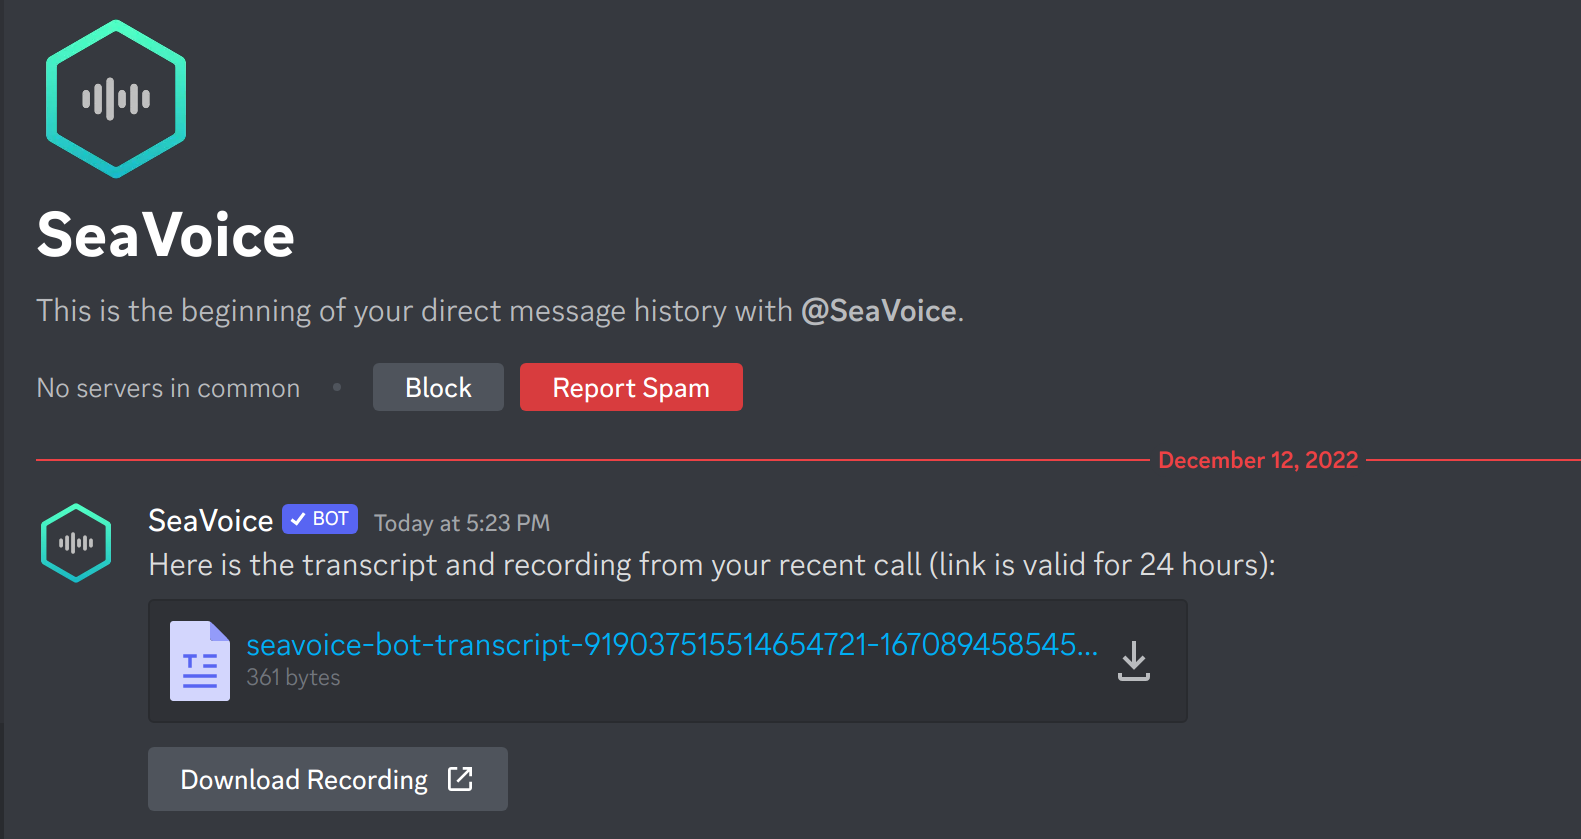 SeaVoice
This is the beginning of your direct message history with @SeaVoice.
No servers in common • Block Report Spam
December 12, 2022
SeaVoice ✓ BOT Today at 5:23 PM
Here is the transcript and recording from your recent call (link is valid for 24 hours):
seavoice-bot-transcript-919037515514654721-167089458545...
361 bytes
Download Recording